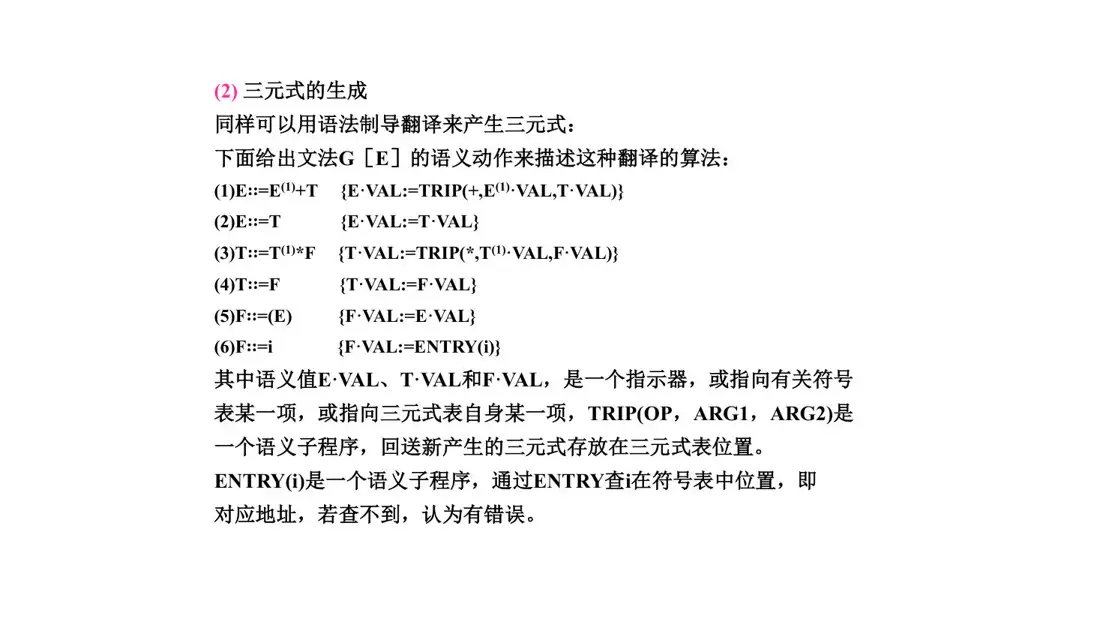 (2) 三元式的生成
同样可以用语法制导翻译来产生三元式：
下面给出文法G［E］的语义动作来描述这种翻译的算法：
(1)E∷=E⁽¹⁾+T {E·VAL:=TRIP(+,E⁽¹⁾·VAL,T·VAL)}
(2)E∷=T {E·VAL:=T·VAL}
(3)T∷=T⁽¹⁾*F {T·VAL:=TRIP(*,T⁽¹⁾·VAL,F·VAL)}
(4)T∷=F {T·VAL:=F·VAL}
(5)F∷=(E) {F·VAL:=E·VAL}
(6)F∷=i {F·VAL:=ENTRY(i)}
其中语义值E·VAL、T·VAL和F·VAL，是一个指示器，或指向有关符号
表某一项，或指向三元式表自身某一项，TRIP(OP，ARG1，ARG2)是
一个语义子程序，回送新产生的三元式存放在三元式表位置。
ENTRY(i)是一个语义子程序，通过ENTRY查i在符号表中位置，即
对应地址，若查不到，认为有错误。